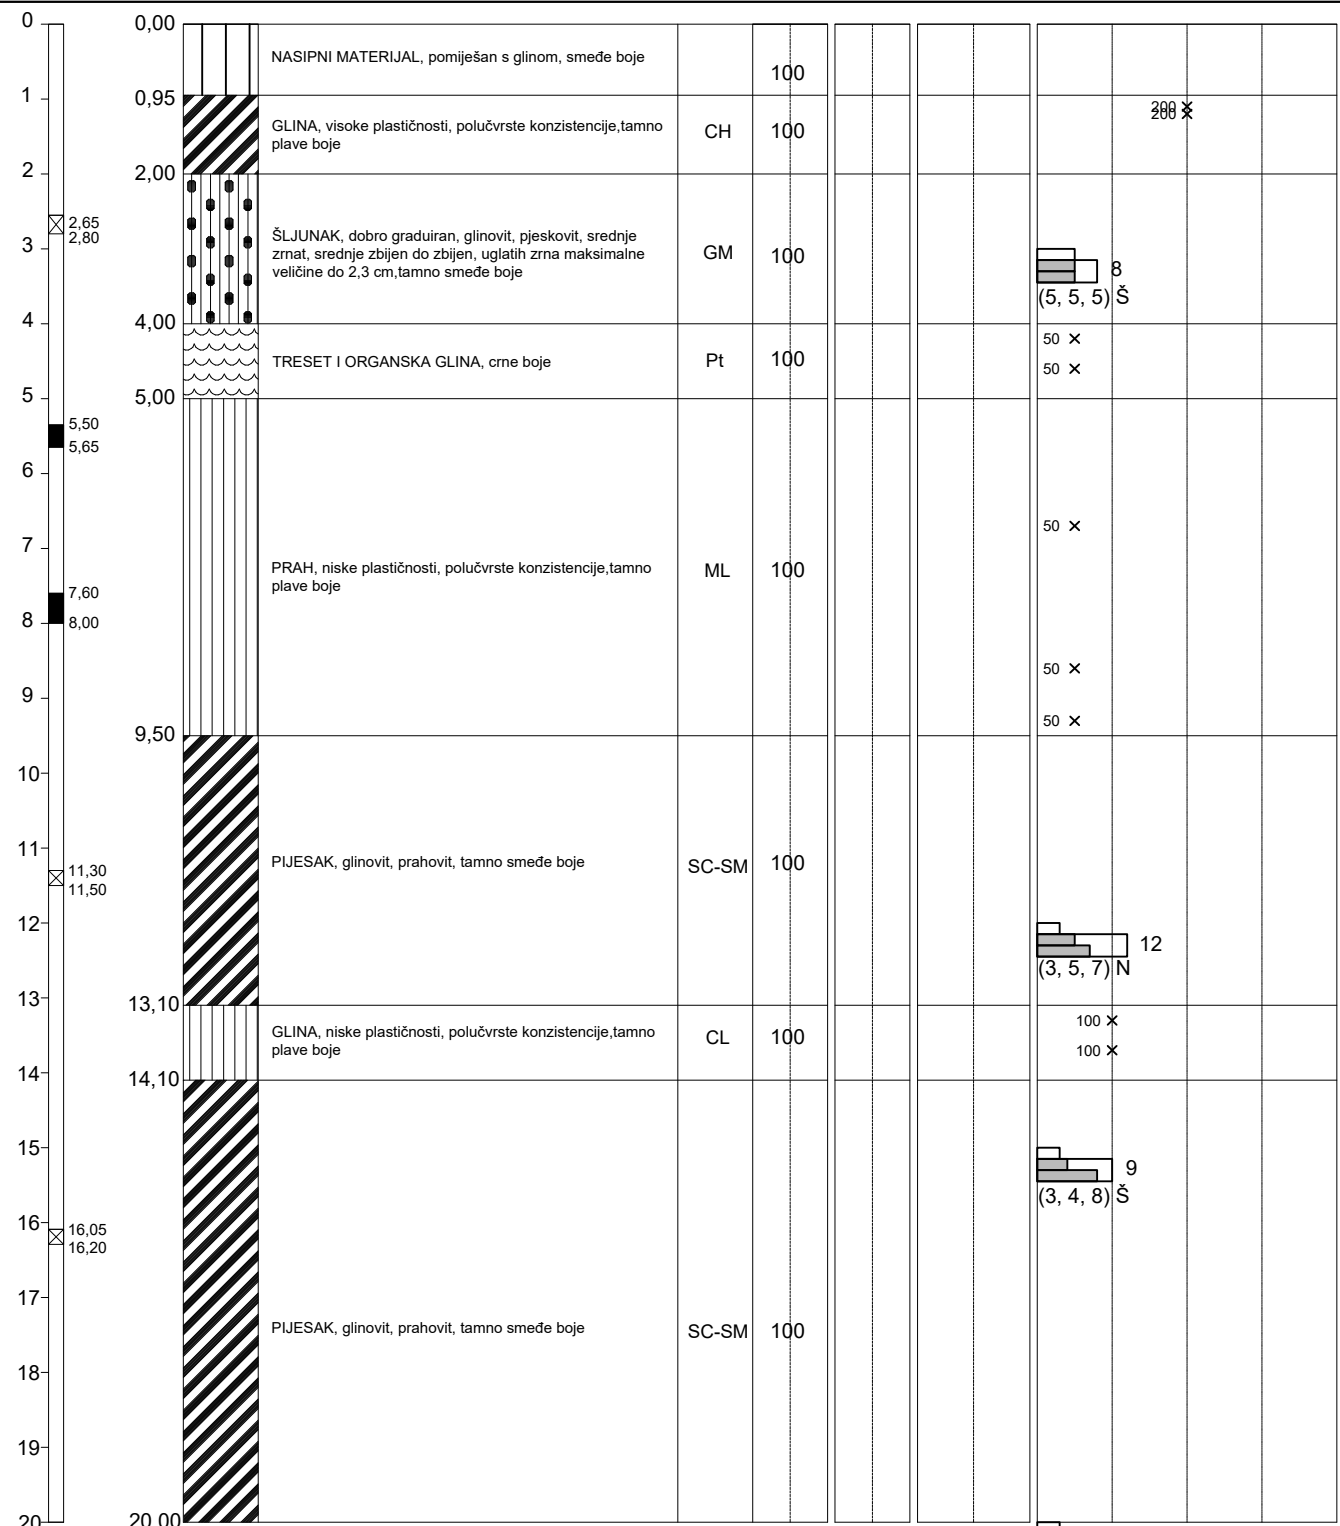 0
0,00
NASIPNI MATERIJAL, pomiješan s glinom, smeđe boje
100
1
0,95
200
200
GLINA, visoke plastičnosti, polučvrste konzistencije,tamno
plave boje
CH
100
2
2,00
2,65
2,80
3
ŠLJUNAK, dobro graduiran, glinovit, pjeskovit, srednje
zrnat, srednje zbijen do zbijen, uglatih zrna maksimalne
veličine do 2,3 cm,tamno smeđe boje
GM
100
8
(5, 5, 5) Š
4
4,00
50
TRESET I ORGANSKA GLINA, crne boje
Pt
100
50
5
5,00
5,50
5,65
6
50
7
PRAH, niske plastičnosti, polučvrste konzistencije,tamno
plave boje
ML
100
7,60
8
8,00
50
9
50
9,50
10
11
PIJESAK, glinovit, prahovit, tamno smeđe boje
SC-SM
100
11,30
11,50
12
12
(3, 5, 7) N
13
13,10
100
GLINA, niske plastičnosti, polučvrste konzistencije,tamno
plave boje
CL
100
100
14
14,10
15
9
(3, 4, 8) Š
16
16,05
16,20
17
PIJESAK, glinovit, prahovit, tamno smeđe boje
SC-SM
100
18
19
20
20,00